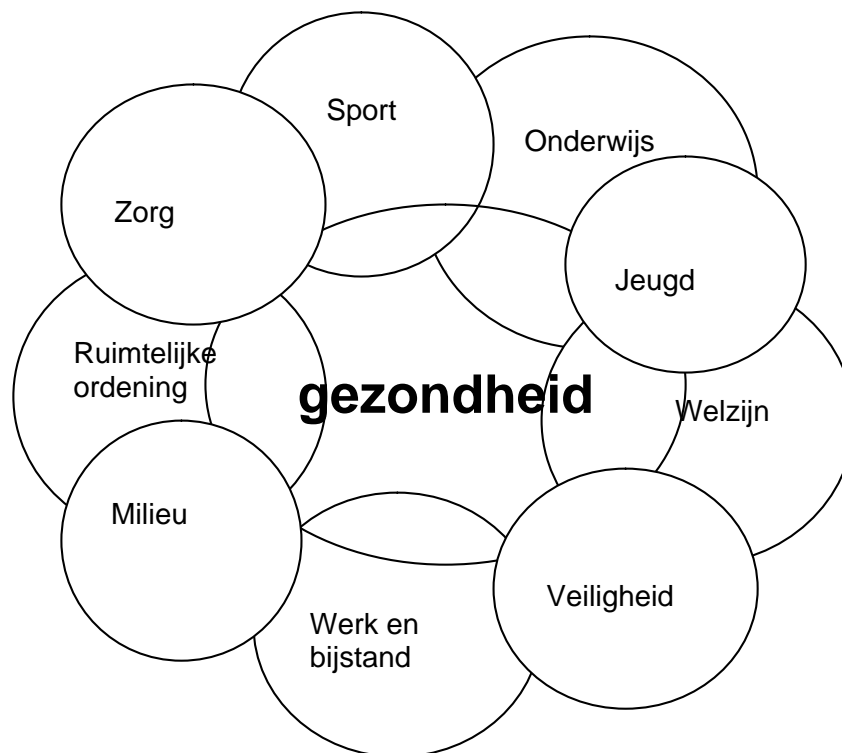 Sport
Onderwijs
Zorg
Jeugd
Ruimtelijke
ordening
gezondheid
Welzijn
Milieu
Veiligheid
Werk en
bijstand